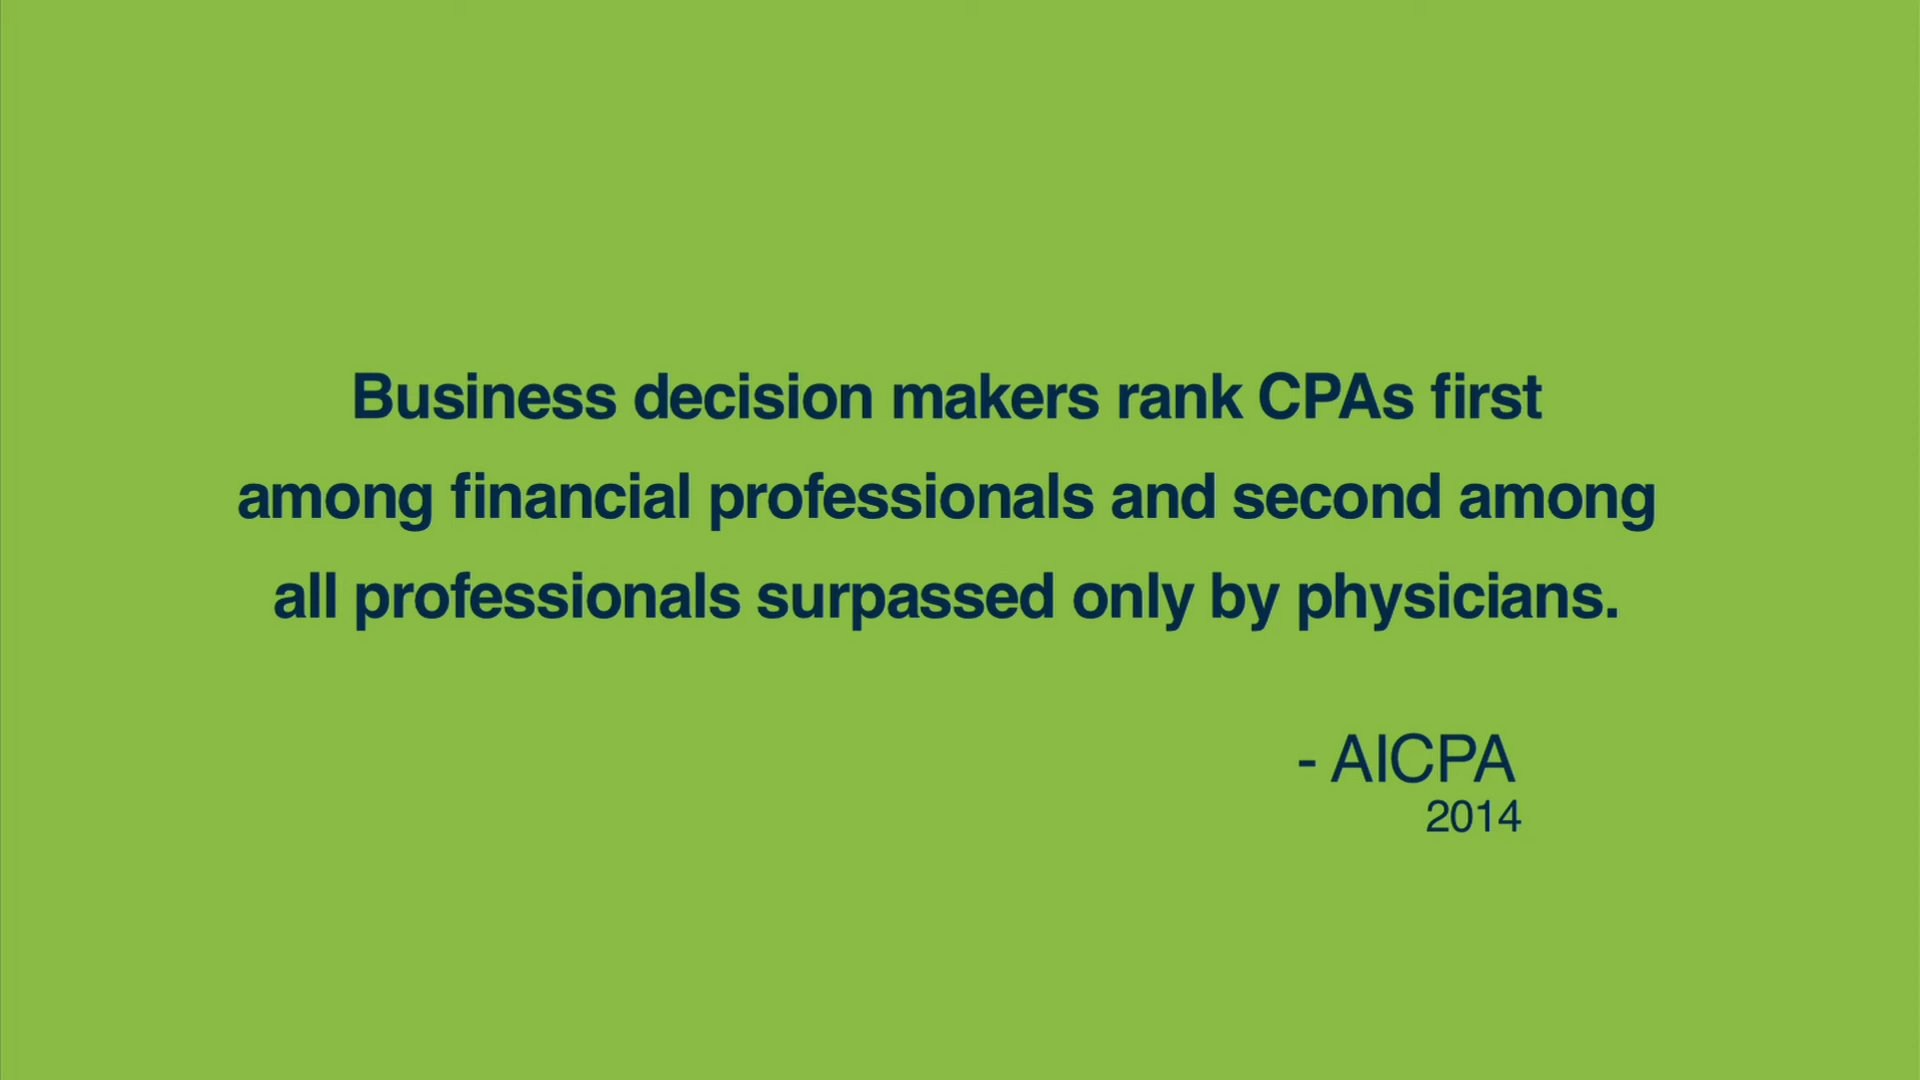 Business decision makers rank CPAs first
among financial professionals and second among
all professionals surpassed only by physicians.
- AICPA
2014